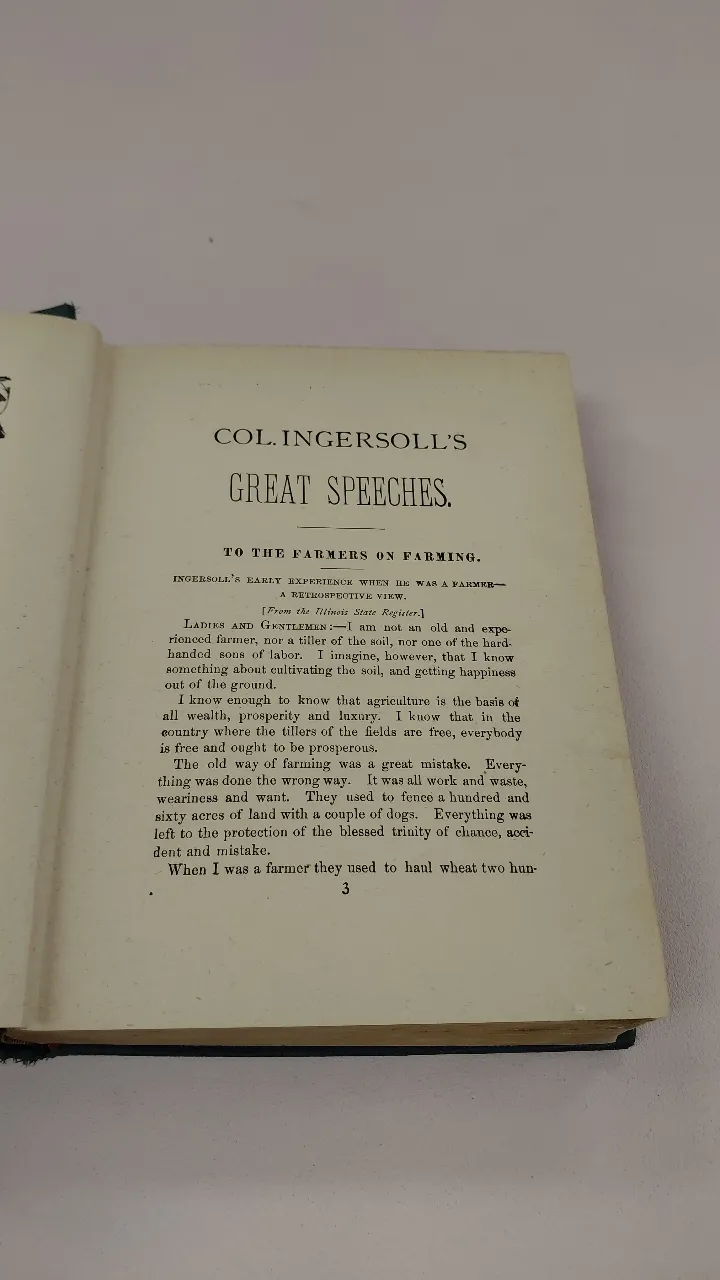 COL. INGERSOLL'S
GREAT SPEECHES.
TO THE FARMERS ON FARMING.
INGERSOLL'S EARLY EXPERIENCE WHEN HE WAS A FARMER—
A RETROSPECTIVE VIEW.
[From the Illinois State Register.]
LADIES AND GENTLEMEN:—I am not an old and expe-
rienced farmer, nor a tiller of the soil, nor one of the hard-
handed sons of labor. I imagine, however, that I know
something about cultivating the soil, and getting happiness
out of the ground.
I know enough to know that agriculture is the basis of
all wealth, prosperity and luxury. I know that in the
country where the tillers of the fields are free, everybody
is free and ought to be prosperous.
The old way of farming was a great mistake. Every-
thing was done the wrong way. It was all work and waste,
weariness and want. They used to fence a hundred and
sixty acres of land with a couple of dogs. Everything was
left to the protection of the blessed trinity of chance, acci-
dent and mistake.
When I was a farmer they used to haul wheat two hun-
3